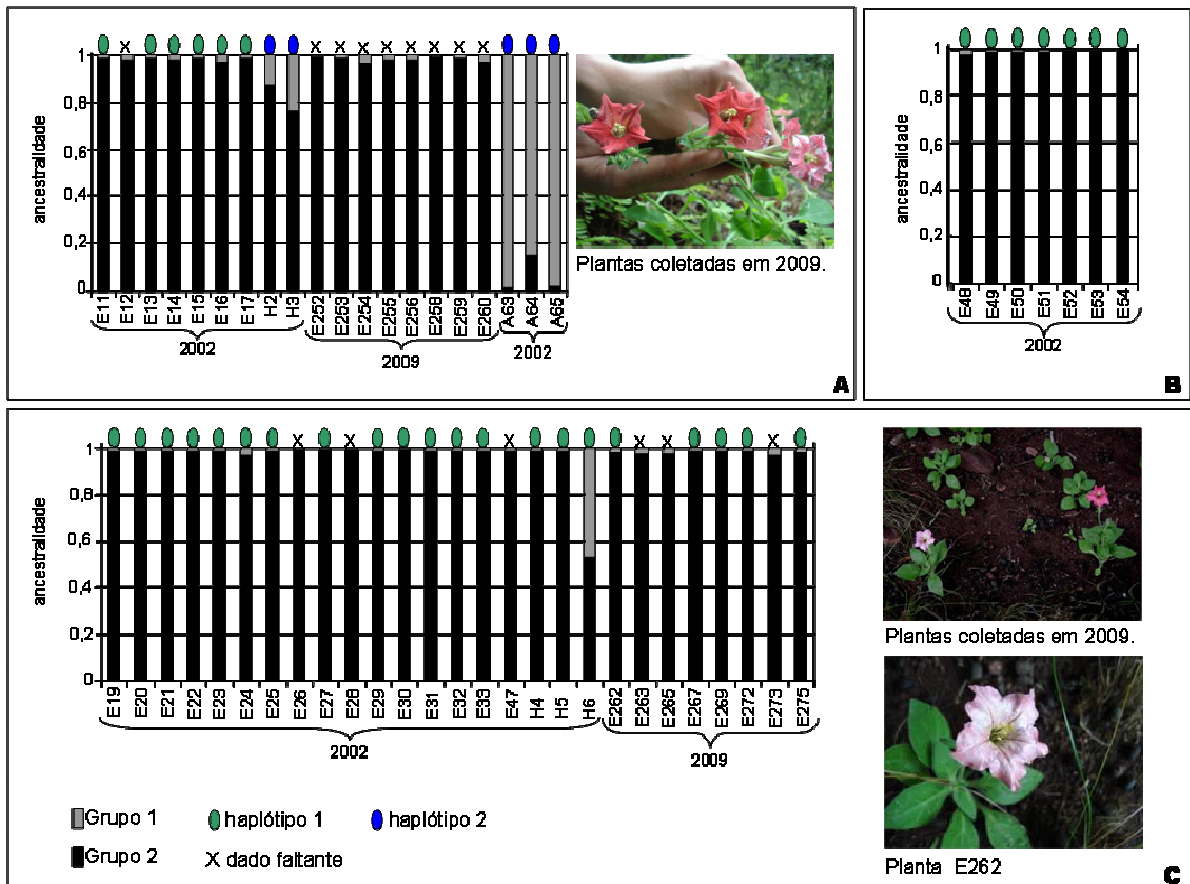 ancestralidade
1
0,8
0,6
0,4
0,2
0
E11 E12 E13 E14 E15 E16 E17 H2 H3 E252 E253 E254 E255 E256 E258 E259 E260 A63 A64 A65
2002 2009 2002
Plantas coletadas em 2009.
A
ancestralidade
1
0,8
0,6
0,4
0,2
0
E48 E49 E50 E51 E52 E53 E54
2002
B
ancestralidade
1
0,8
0,6
0,4
0,2
0
E19 E20 E21 E22 E23 E24 E25 E26 E27 E28 E29 E30 E31 E32 E33 E47 H4 H5 H6 E262 E263 E265 E267 E269 E272 E273 E275
2002 2009
Plantas coletadas em 2009.
Planta E262
Grupo 1 haplótipo 1 haplótipo 2
Grupo 2 X dado faltante
C